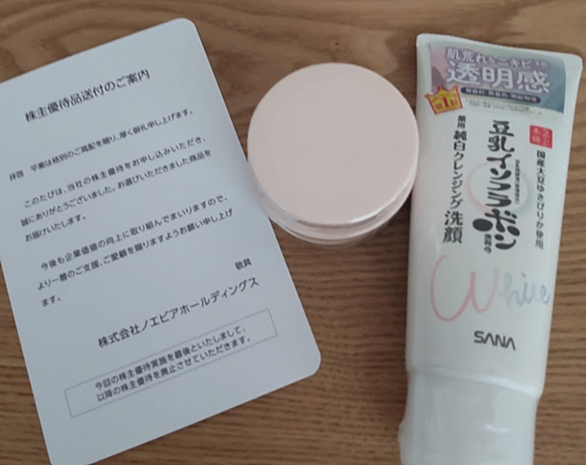 株主優待品送付のご案内
拝啓 平素は格別のご高配を賜り、厚く御礼申し上げます。
このたびは、当社の株主優待をお申し込みいただき、
誠にありがとうございました。お選びいただきました商品を
お届けいたします。
今後も企業価値の向上に取り組んでまいりますので、
より一層のご支援、ご愛顧を賜りますようお願い申し上げ
ます。
敬具
株式会社ノエビアホールディングス
今回の株主優待実施を最後といたしまして、
以降の株主優待を廃止させていただきます。
肌荒れ&ニキビ
透明感
豆乳イソフラボン
薬用 純白クレンジング洗顔
国産大豆ゆきぴりか使用
White
SANA